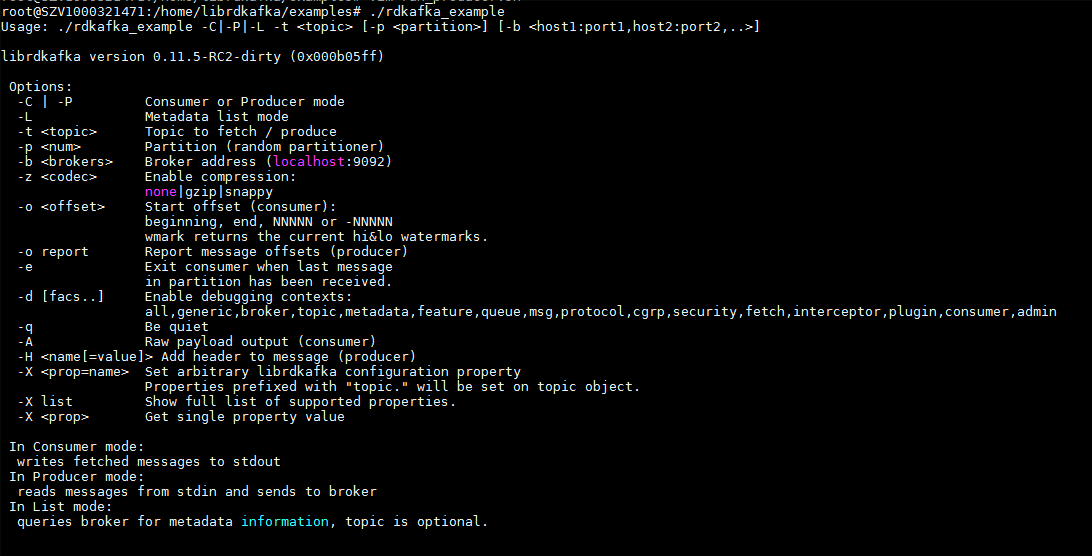 root@SZV1000321471:/home/librdkafka/examples# ./rdkafka_example
Usage: ./rdkafka_example -C|-P|-L -t <topic> [-p <partition>] [-b <host1:port1,host2:port2,..>]

librdkafka version 0.11.5-RC2-dirty (0x000b05ff)

 Options:
  -C | -P         Consumer or Producer mode
  -L              Metadata list mode
  -t <topic>      Topic to fetch / produce
  -p <num>        Partition (random partitioner)
  -b <brokers>    Broker address (localhost:9092)
  -z <codec>      Enable compression:
                  none|gzip|snappy
  -o <offset>     Start offset (consumer):
                  beginning, end, NNNNN or -NNNNN
                  wmark returns the current hi&lo watermarks.
  -o report       Report message offsets (producer)
  -e              Exit consumer when last message
                  in partition has been received.
  -d [facs..]     Enable debugging contexts:
                  all,generic,broker,topic,metadata,feature,queue,msg,protocol,cgrp,security,fetch,interceptor,plugin,consumer,admin
  -q              Be quiet
  -A              Raw payload output (consumer)
  -H <name[=value]> Add header to message (producer)
  -X <prop=name>  Set arbitrary librdkafka configuration property
                  Properties prefixed with "topic." will be set on topic object.
  -X list         Show full list of supported properties.
  -X <prop>       Get single property value

 In Consumer mode:
  writes fetched messages to stdout
 In Producer mode:
  reads messages from stdin and sends to broker
 In List mode:
  queries broker for metadata information, topic is optional.